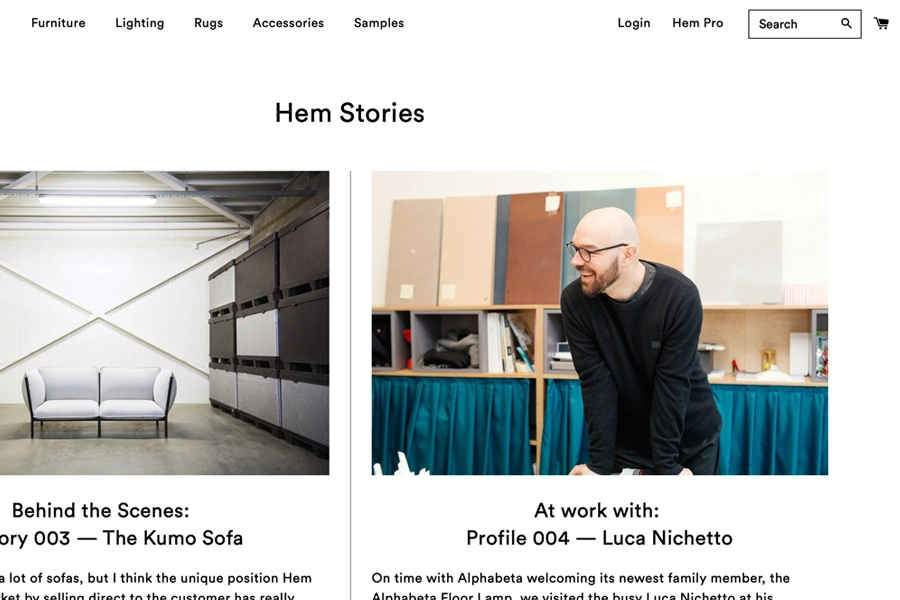 Furniture Lighting Rugs Accessories Samples Login Hem Pro Search
Hem Stories
Behind the Scenes:
ory 003 — The Kumo Sofa
a lot of sofas, but I think the unique position Hem
ket by selling direct to the customer has really
At work with:
Profile 004 — Luca Nichetto
On time with Alphabeta welcoming its newest family member, the
Alphabeta Floor Lamp, we visited the busy Luca Nichetto at his